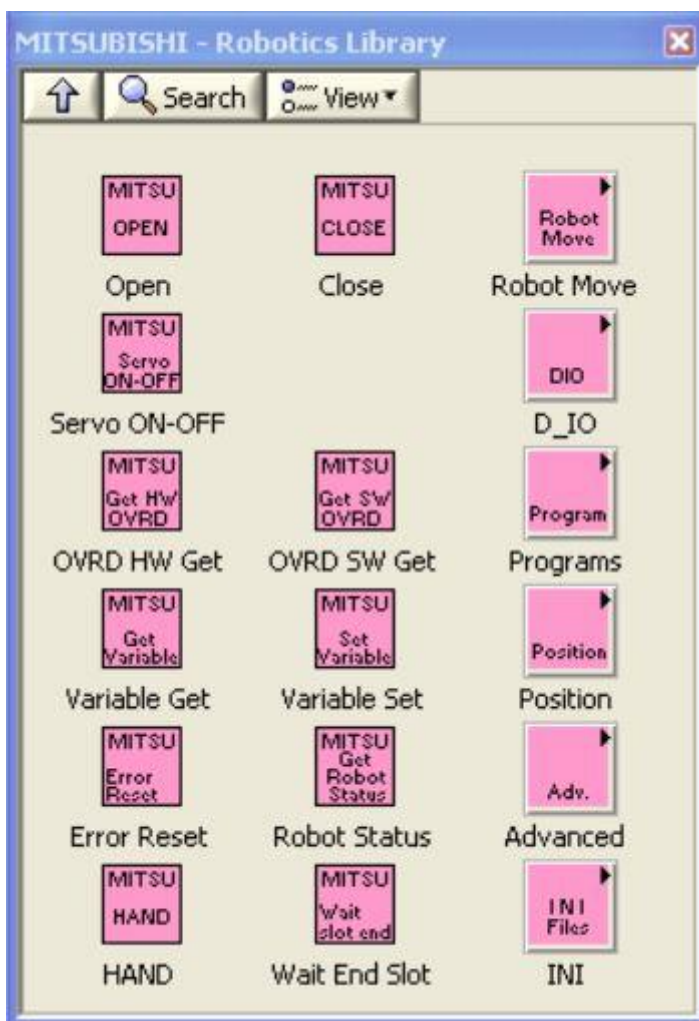 MITSUBISHI - Robotics Library
Search View
MITSU
OPEN
MITSU
CLOSE
Robot
Move
Open Close Robot Move
MITSU
Servo
ON-OFF
DIO
Servo ON-OFF D_IO
MITSU
Get HW
OVRD
MITSU
Get SW
OVRD
Program
OVRD HW Get OVRD SW Get Programs
MITSU
Get
Variable
MITSU
Set
Variable
Position
Variable Get Variable Set Position
MITSU
Error
Reset
MITSU
Get
Robot
Status
Adv.
Error Reset Robot Status Advanced
MITSU
HAND
MITSU
Wait
slot end
INI
Files
HAND Wait End Slot INI